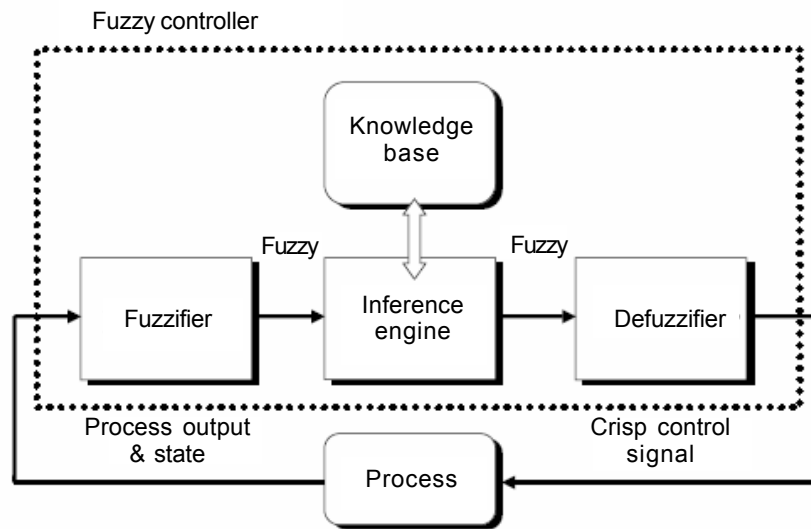 Fuzzy controller
Knowledge
base
Fuzzy
Fuzzy
Fuzzifier
Inference
engine
Defuzzifier
Process output
& state
Crisp control
signal
Process